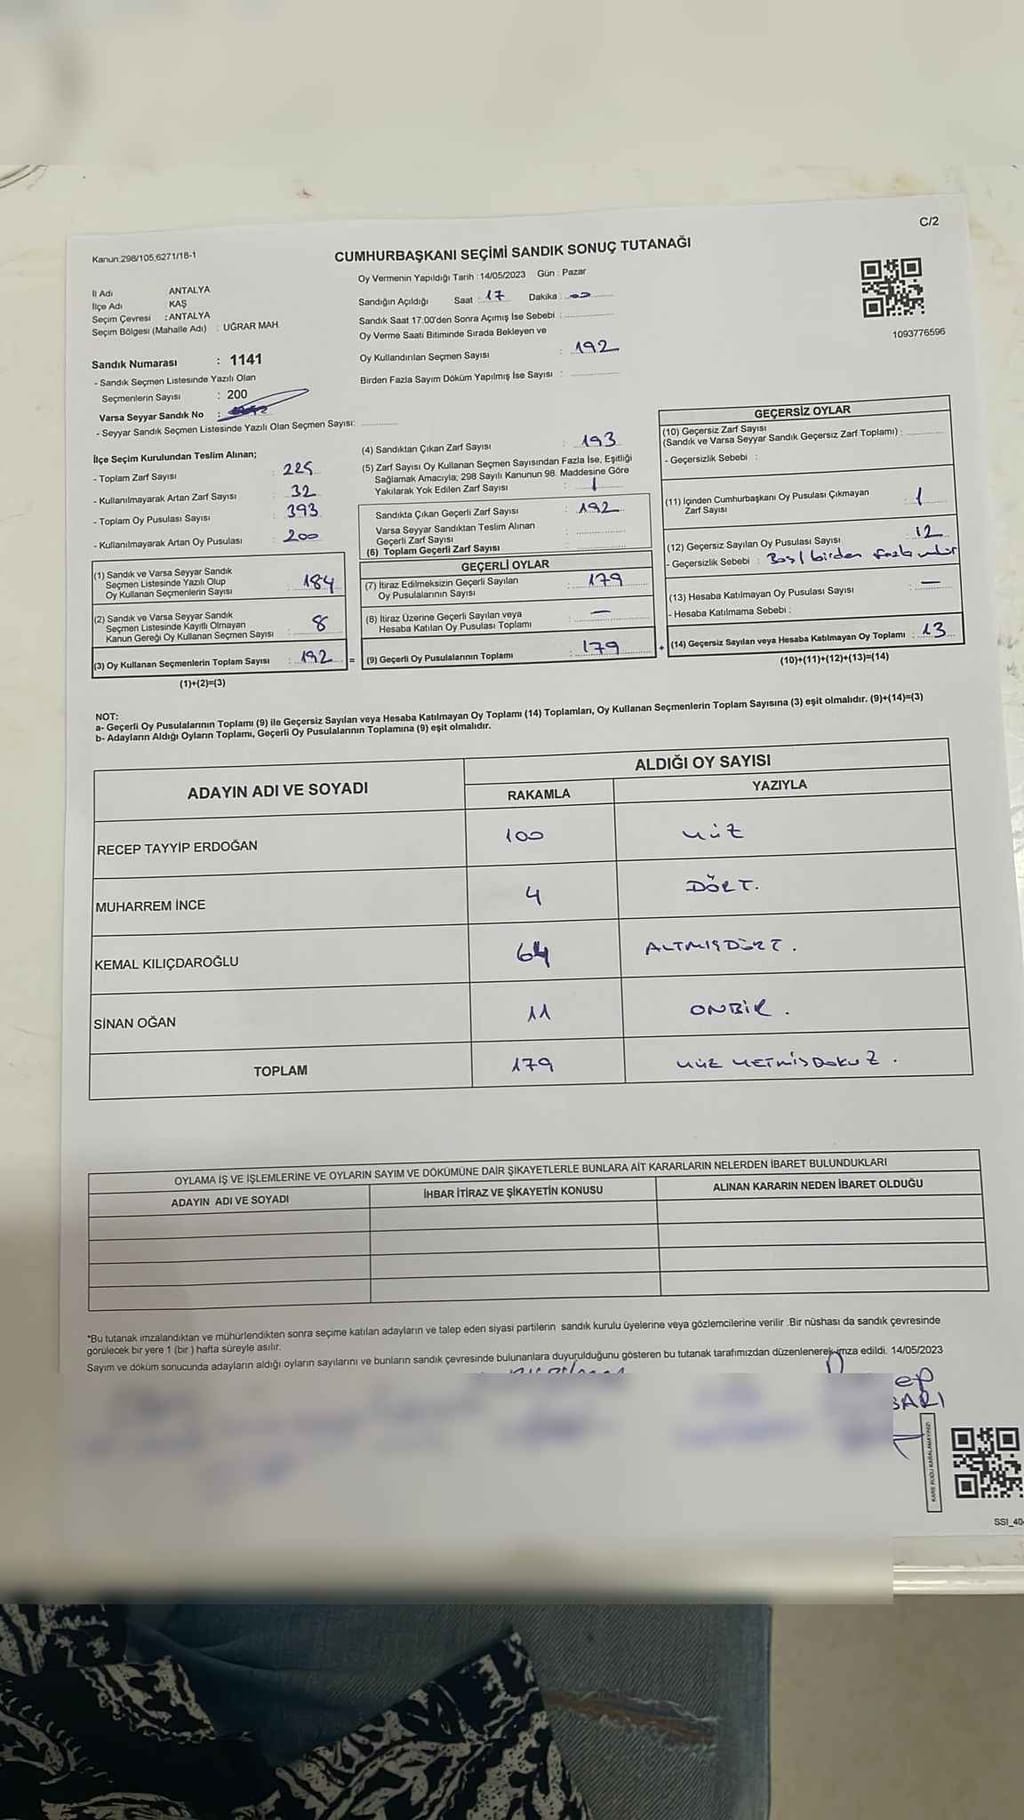 C/2
Kanun:298/105,6271/18-1
CUMHURBAŞKANI SEÇİMİ SANDIK SONUÇ TUTANAĞI
İl Adı ANTALYA
İlçe Adı KAŞ
Seçim Çevresi : ANTALYA
Seçim Bölgesi (Mahalle Adı) : UĞRAR MAH.
Sandık Numarası : 1141
- Sandık Seçmen Listesinde Yazılı Olan
Seçmenlerin Sayısı : 200
Varsa Seyyar Sandık No :
- Seyyar Sandık Seçmen Listesinde Yazılı Olan Seçmen Sayısı:
Oy Vermenin Yapıldığı Tarih : 14/05/2023 Gün : Pazar
Sandığın Açıldığı Saat : 17 Dakika : 00
Sandık Saat 17.00'den Sonra Açımış İse Sebebi :
Oy Verme Saati Bitiminde Sırada Bekleyen ve
Oy Kullandırılan Seçmen Sayısı : 192
Birden Fazla Sayım Döküm Yapılmış İse Sayısı :
1093776596
İlçe Seçim Kurulundan Teslim Alınan;
- Toplam Zarf Sayısı : 225
- Kullanılmayarak Artan Zarf Sayısı : 32
- Toplam Oy Pusulası Sayısı : 393
- Kullanılmayarak Artan Oy Pusulası : 200
(1) Sandık ve Varsa Seyyar Sandık
Seçmen Listesinde Yazılı Olup
Oy Kullanan Seçmenlerin Sayısı : 184
(2) Sandık ve Varsa Seyyar Sandık
Seçmen Listesinde Kayıtlı Olmayan
Kanun Gereği Oy Kullanan Seçmen Sayısı : 8
(3) Oy Kullanan Seçmenlerin Toplam Sayısı : 192 =
(1)+(2)=(3)
(4) Sandıktan Çıkan Zarf Sayısı : 193
(5) Zarf Sayısı Oy Kullanan Seçmen Sayısından Fazla İse, Eşitliği
Sağlamak Amacıyla; 298 Sayılı Kanunun 98. Maddesine Göre
Yakılarak Yok Edilen Zarf Sayısı : 1
Sandıkta Çıkan Geçerli Zarf Sayısı : 192
Varsa Seyyar Sandıktan Teslim Alınan
Geçerli Zarf Sayısı :
(6) Toplam Geçerli Zarf Sayısı :
GEÇERLİ OYLAR
(7) İtiraz Edilmeksizin Geçerli Sayılan
Oy Pusulalarının Sayısı : 179
(8) İtiraz Üzerine Geçerli Sayılan veya
Hesaba Katılan Oy Pusulası Toplamı : —
(9) Geçerli Oy Pusulalarının Toplamı : 179 +
GEÇERSİZ OYLAR
(10) Geçersiz Zarf Sayısı
(Sandık ve Varsa Seyyar Sandık Geçersiz Zarf Toplamı) :
- Geçersizlik Sebebi :
(11) İçinden Cumhurbaşkanı Oy Pusulası Çıkmayan
Zarf Sayısı : 1
(12) Geçersiz Sayılan Oy Pusulası Sayısı : 12
- Geçersizlik Sebebi : Boş / birden fazla
(13) Hesaba Katılmayan Oy Pusulası Sayısı : —
- Hesaba Katılmama Sebebi :
(14) Geçersiz Sayılan veya Hesaba Katılmayan Oy Toplamı : 13
(10)+(11)+(12)+(13)=(14)
NOT:
a- Geçerli Oy Pusulalarının Toplamı (9) ile Geçersiz Sayılan veya Hesaba Katılmayan Oy Toplamı (14) Toplamları, Oy Kullanan Seçmenlerin Toplam Sayısına (3) eşit olmalıdır. (9)+(14)=(3)
b- Adayların Aldığı Oyların Toplamı, Geçerli Oy Pusulalarının Toplamına (9) eşit olmalıdır.
ADAYIN ADI VE SOYADI ALDIĞI OY SAYISI
RAKAMLA YAZIYLA
RECEP TAYYİP ERDOĞAN 100 YÜZ
MUHARREM İNCE 4 DÖRT.
KEMAL KILIÇDAROĞLU 64 ALTMIŞDÖRT.
SİNAN OĞAN 11 ONBİR.
TOPLAM 179 YÜZ YETMİŞ DOKUZ.
OYLAMA İŞ VE İŞLEMLERİNE VE OYLARIN SAYIM VE DÖKÜMÜNE DAİR ŞİKAYETLERLE BUNLARA AİT KARARLARIN NELERDEN İBARET BULUNDUKLARI
ADAYIN ADI VE SOYADI İHBAR İTİRAZ VE ŞİKAYETİN KONUSU ALINAN KARARIN NEDEN İBARET OLDUĞU
*Bu tutanak imzalandıktan ve mühürlendikten sonra seçime katılan adayların ve talep eden siyasi partilerin sandık kurulu üyelerine veya gözlemcilerine verilir .Bir nüshası da sandık çevresinde
görülecek bir yere 1 (bir ) hafta süreyle asılır.
Sayım ve döküm sonucunda adayların aldığı oyların sayılarını ve bunların sandık çevresinde bulunanlara duyurulduğunu gösteren bu tutanak tarafımızdan düzenlenerek imza edildi. 14/05/2023
ep
KARE KODU KARALAMAYINIZ!
SSI_40